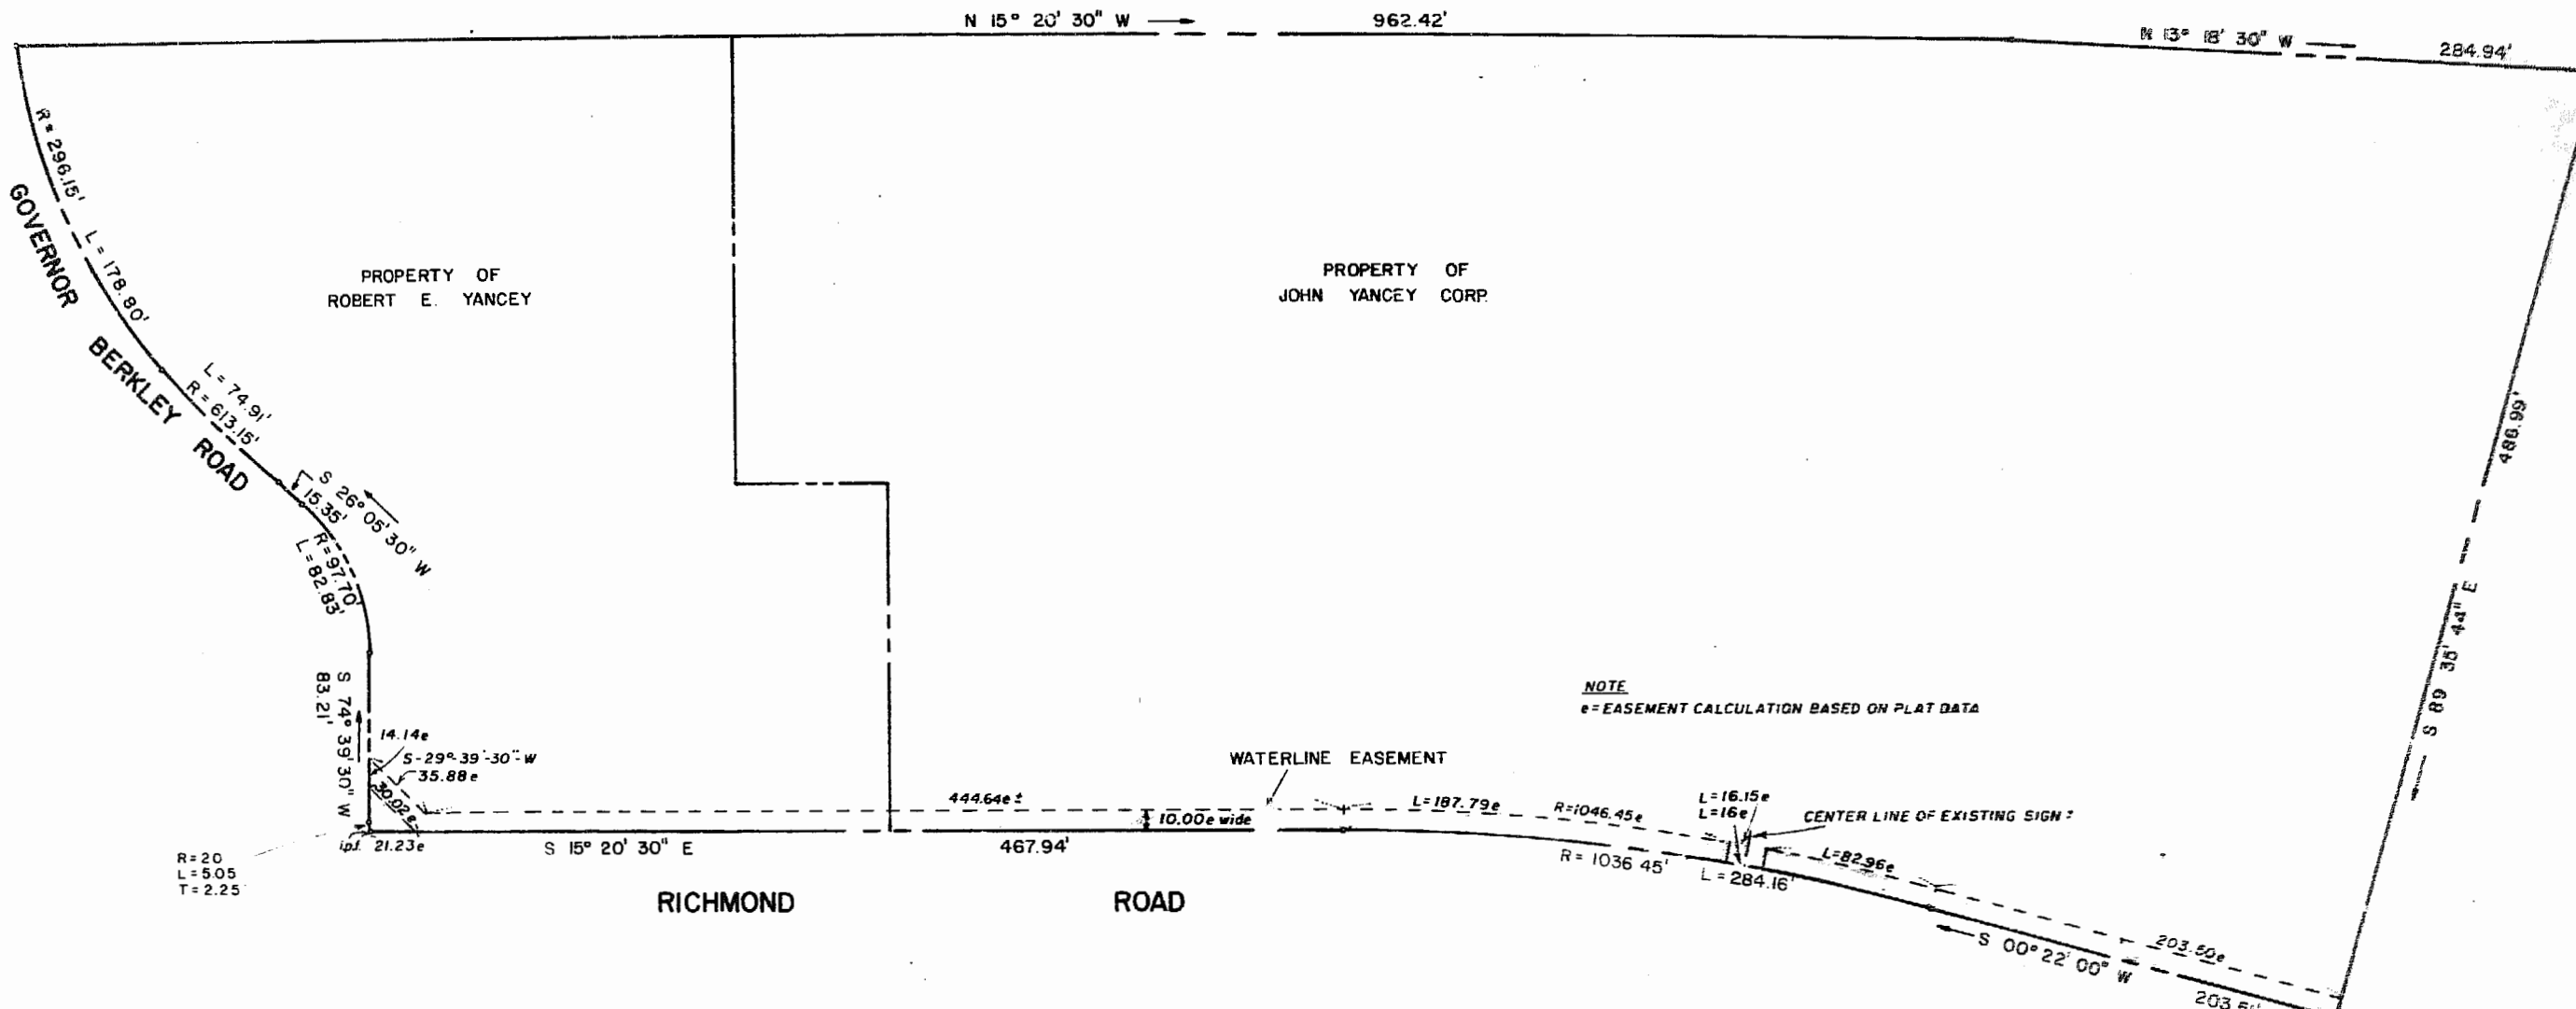 N 15° 20' 30" W
962.42'
N 13° 18' 30" W
284.94'
R = 296.15'
L = 178.80'
GOVERNOR BERKLEY ROAD
PROPERTY OF
ROBERT E. YANCEY
PROPERTY OF
JOHN YANCEY CORP.
L = 74.91'
R = 613.15'
S 26° 05' 30" W
15.35'
R = 97.70'
L = 82.83'
486.99'
S 89 35' 44" E
S 74° 39' 30" W
83.21'
14.14e
S-29°-39'-30"-W
35.88e
30.02e
NOTE
e = EASEMENT CALCULATION BASED ON PLAT DATA
WATERLINE EASEMENT
444.64e ±
10.00e wide
L=187.79e
R=1046.45e
L=16.15e
L=16e
CENTER LINE OF EXISTING SIGN
L=82.96e
i.p.f. 21.23e
S 15° 20' 30" E
467.94'
R = 1036 45'
L = 284.16'
R = 20
L = 5.05
T = 2.25
RICHMOND ROAD
203.50e
S 00° 22' 00" W